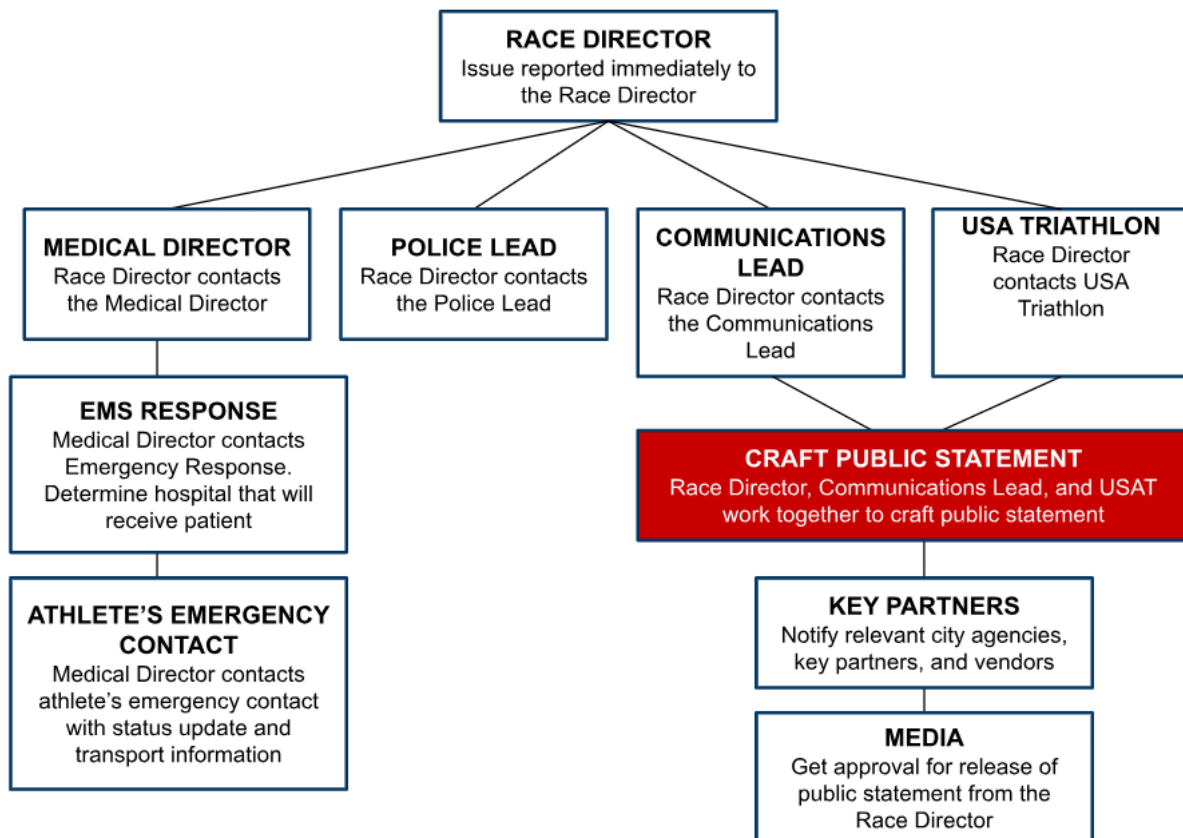 RACE DIRECTOR
Issue reported immediately to
the Race Director
MEDICAL DIRECTOR
Race Director contacts
the Medical Director
POLICE LEAD
Race Director contacts
the Police Lead
COMMUNICATIONS
LEAD
Race Director contacts
the Communications
Lead
USA TRIATHLON
Race Director
contacts USA
Triathlon
EMS RESPONSE
Medical Director contacts
Emergency Response.
Determine hospital that will
receive patient
CRAFT PUBLIC STATEMENT
Race Director, Communications Lead, and USAT
work together to craft public statement
ATHLETE’S EMERGENCY
CONTACT
Medical Director contacts
athlete’s emergency contact
with status update and
transport information
KEY PARTNERS
Notify relevant city agencies,
key partners, and vendors
MEDIA
Get approval for release of
public statement from the
Race Director